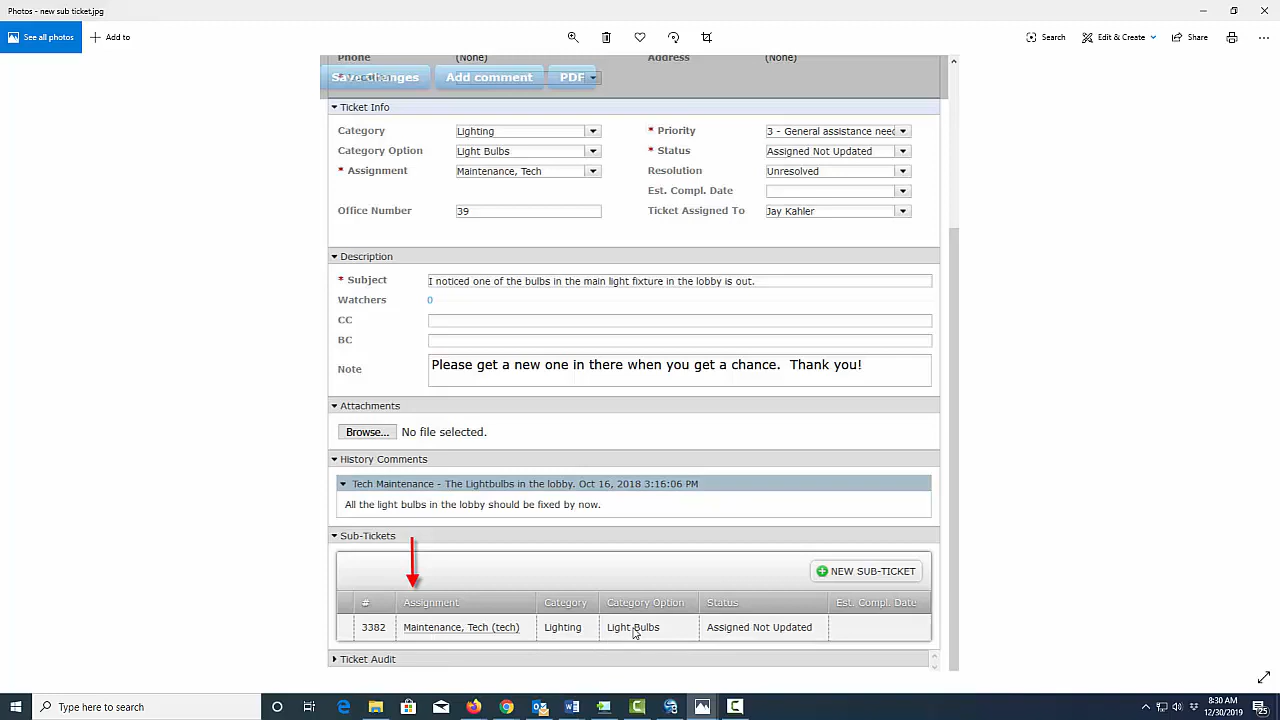 Photos - new sub ticket.jpg
See all photos
Add to
Search
Edit & Create
Share
Phone (None) Address (None)
Save Changes Add comment PDF
Ticket Info
Category Lighting * Priority 3 - General assistance need
Category Option Light Bulbs * Status Assigned Not Updated
* Assignment Maintenance, Tech Resolution Unresolved
Est. Compl. Date
Office Number 39 Ticket Assigned To Jay Kahler
Description
* Subject I noticed one of the bulbs in the main light fixture in the lobby is out.
Watchers 0
CC
BC
Note Please get a new one in there when you get a chance. Thank you!
Attachments
Browse... No file selected.
History Comments
Tech Maintenance - The Lightbulbs in the lobby. Oct 16, 2018 3:16:06 PM
All the light bulbs in the lobby should be fixed by now.
Sub-Tickets
NEW SUB-TICKET
# Assignment Category Category Option Status Est. Compl. Date
3382 Maintenance, Tech (tech) Lighting Light Bulbs Assigned Not Updated
Ticket Audit
Type here to search
8:30 AM
12/30/2019